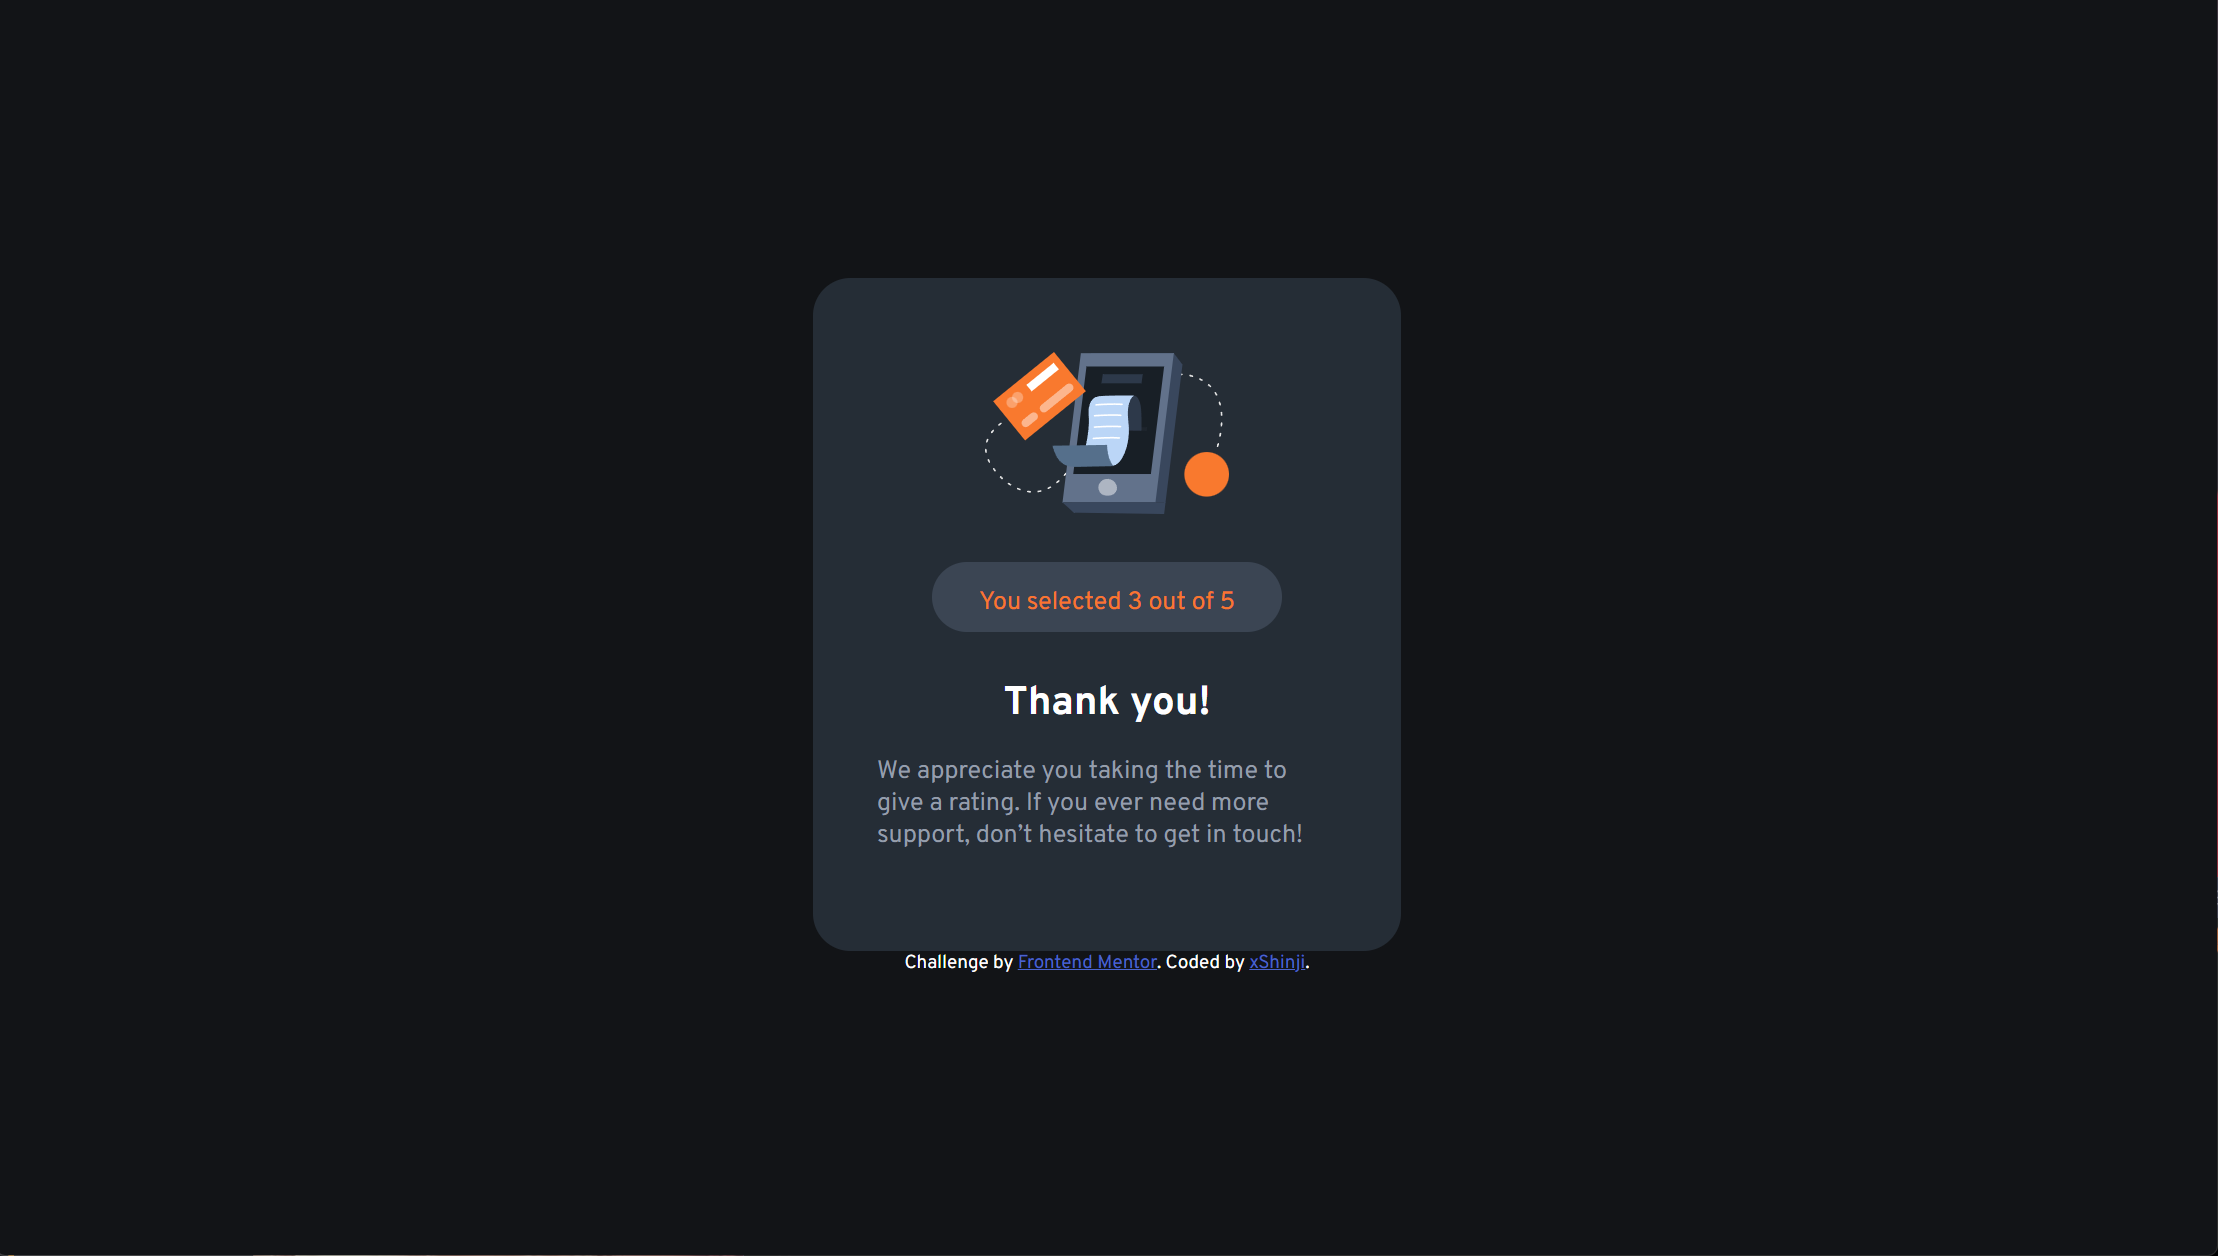 You selected 3 out of 5
Thank you!
We appreciate you taking the time to
give a rating. If you ever need more
support, don’t hesitate to get in touch!
Challenge by Frontend Mentor. Coded by xShinji.